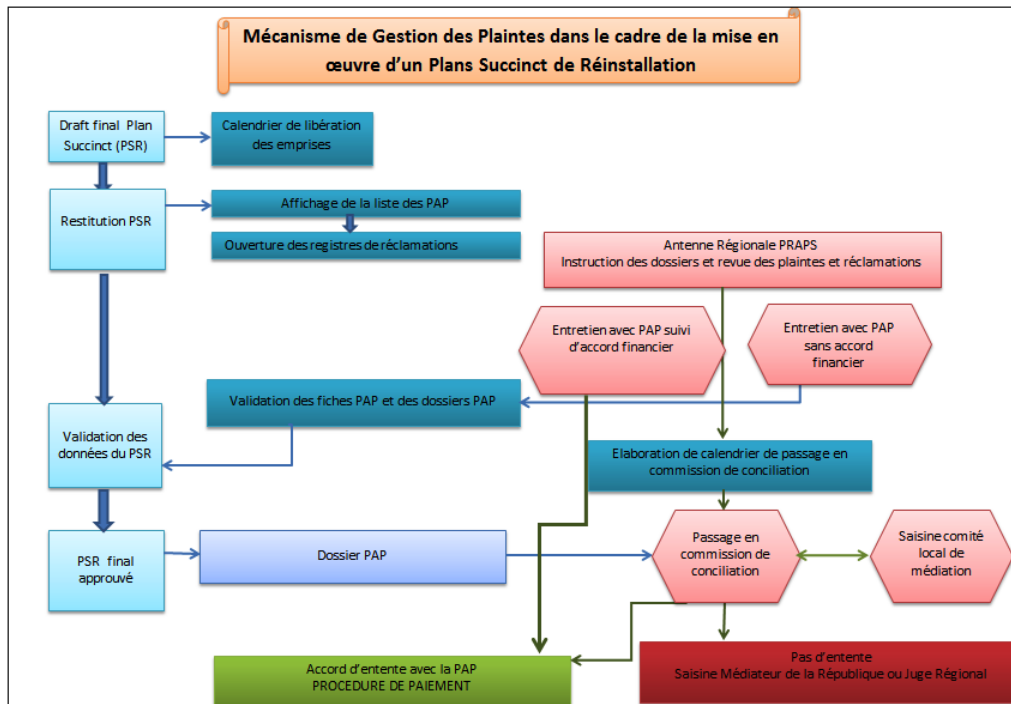 Mécanisme de Gestion des Plaintes dans le cadre de la mise en
œuvre d’un Plans Succinct de Réinstallation
Draft final Plan
Succinct (PSR)
Calendrier de libération
des emprises
Restitution PSR
Affichage de la liste des PAP
Ouverture des registres de réclamations
Antenne Régionale PRAPS
Instruction des dossiers et revue des plaintes et réclamations
Entretien avec PAP suivi
d’accord financier
Entretien avec PAP
sans accord
financier
Validation des fiches PAP et des dossiers PAP
Validation des
données du PSR
Elaboration de calendrier de passage en
commission de conciliation
PSR final
approuvé
Dossier PAP
Passage en
commission de
conciliation
Saisine comité
local de
médiation
Accord d’entente avec la PAP
PROCEDURE DE PAIEMENT
Pas d’entente
Saisine Médiateur de la République ou Juge Régional